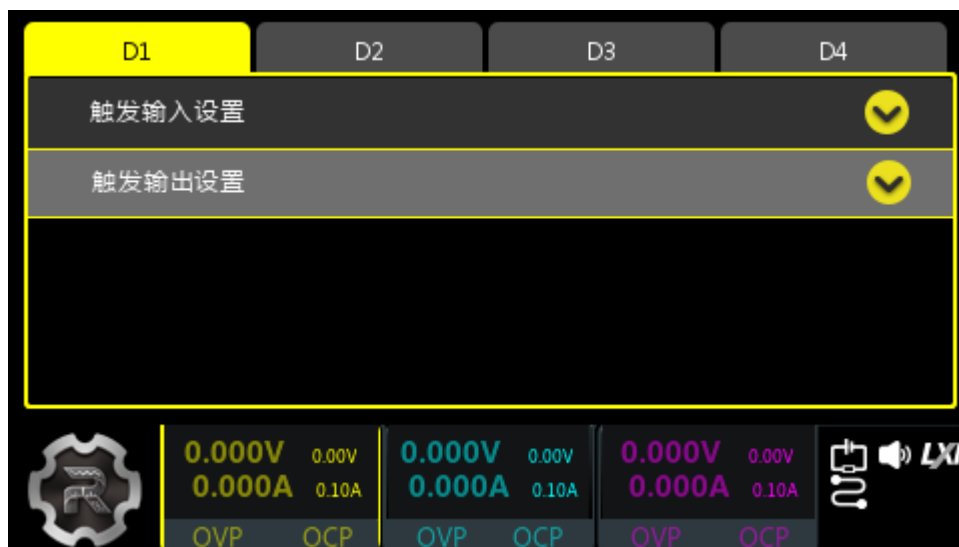 D1 D2 D3 D4
触发输入设置
触发输出设置
0.000V 0.00V 0.000V 0.00V 0.000V 0.00V
0.000A 0.10A 0.000A 0.10A 0.000A 0.10A
OVP OCP OVP OCP OVP OCP
R
LXI